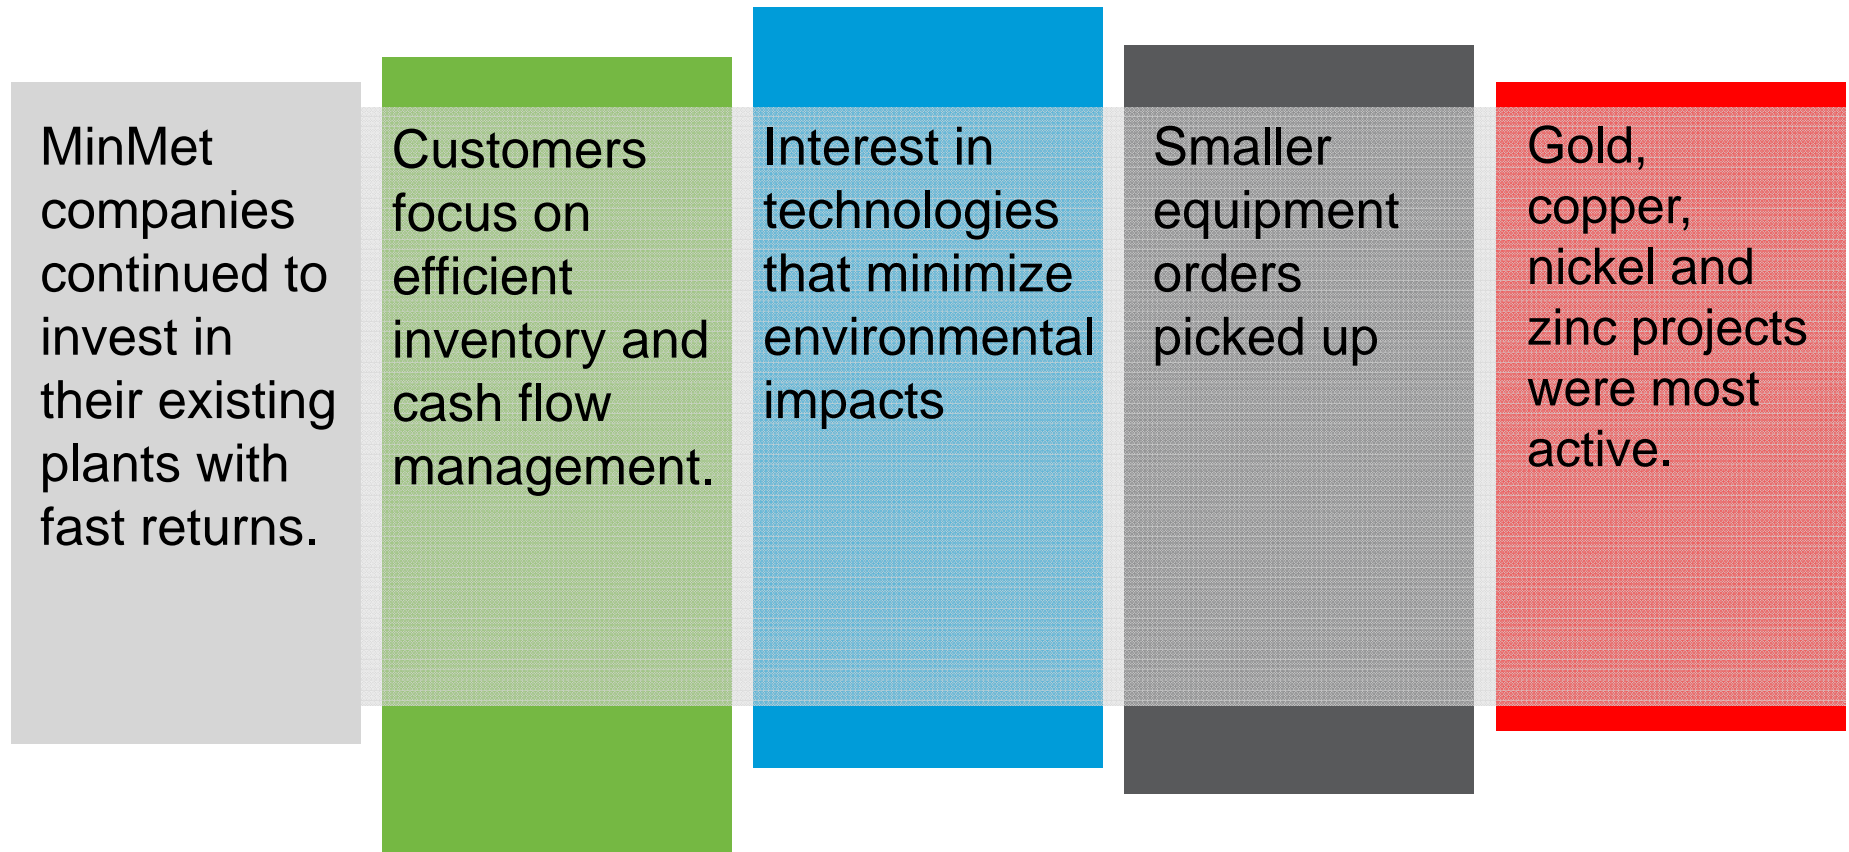 MinMet
companies
continued to
invest in
their existing
plants with
fast returns.
Customers
focus on
efficient
inventory and
cash flow
management.
Interest in
technologies
that minimize
environmental
impacts
Smaller
equipment
orders
picked up
Gold,
copper,
nickel and
zinc projects
were most
active.